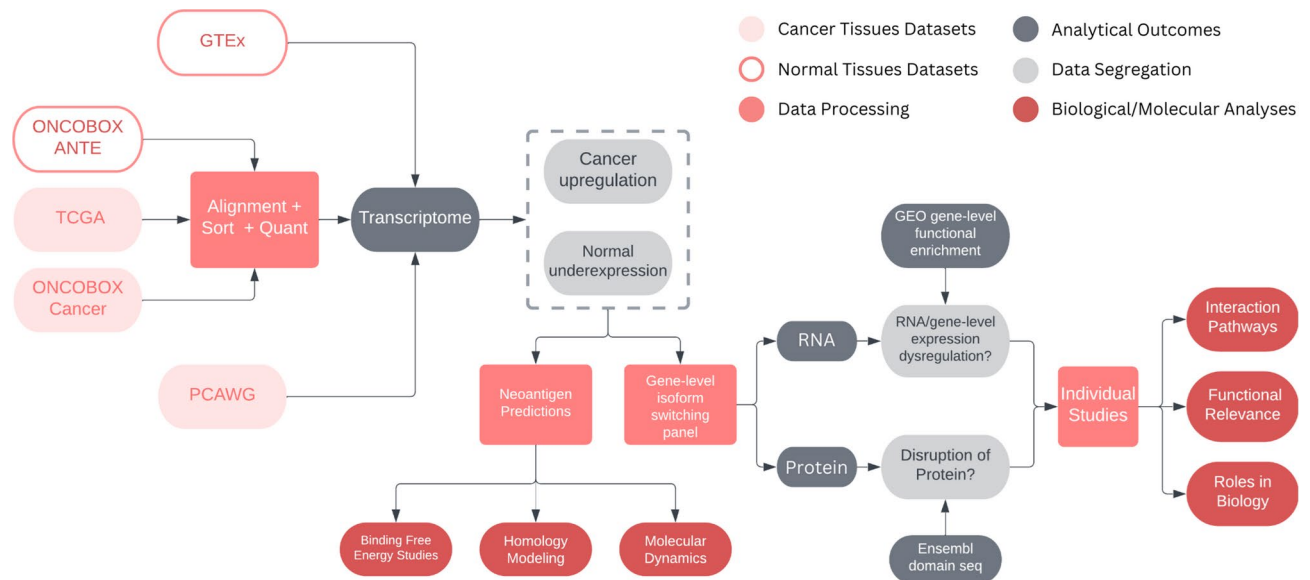 GTEx
ONCOBOX
ANTE
TCGA
ONCOBOX
Cancer
PCAWG
Alignment +
Sort + Quant
Transcriptome
Cancer
upregulation
Normal
underexpression
Neoantigen
Predictions
Gene-level
isoform
switching
panel
Binding Free
Energy Studies
Homology
Modeling
Molecular
Dynamics
RNA
Protein
GEO gene-level
functional
enrichment
RNA/gene-level
expression
dysregulation?
Disruption of
Protein?
Ensembl
domain seq
Individual
Studies
Interaction
Pathways
Functional
Relevance
Roles in
Biology
Cancer Tissues Datasets
Normal Tissues Datasets
Data Processing
Analytical Outcomes
Data Segregation
Biological/Molecular Analyses